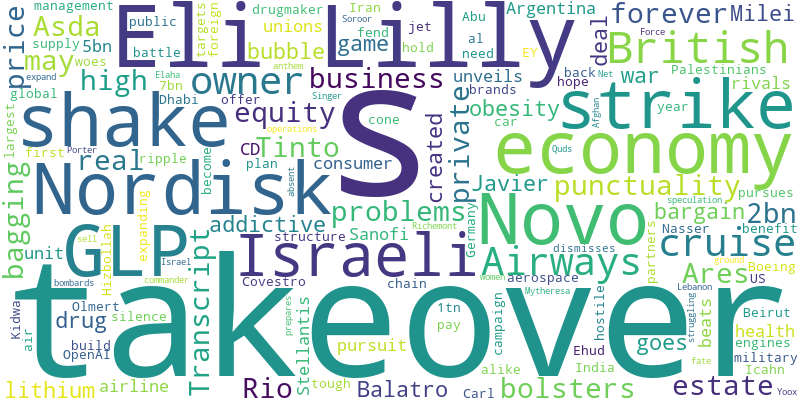 management
public
drugmaker
Iran
Soroor
fend
Abu
Argentina
forever
Milei
Force
Asda
Eli Lilly
unions
jet
targets
foreign
bubble
game
deal
British
supply
5bn
battle
al
hold
need
EY
price
may
woes
7bn
expand
Elaha
anthem
unveils
war
back
hope
Net
Palestinians
high
owner
business
brands
rivals
global
Dhabi
offer
Singer
operations
obesity
car
strike
Afghan
year
shake
equity
S
cone
private
largest
first
Porter
ripple
CD
Tinto
created
economy
real
plan
consumer
Quds
become
absent
Nordisk
problems
Javier
punctuality
pursues
speculation
bagging
expanding
addictive
Sanofi
Germany
Novo
bargain
2bn
Nasser
benefit
GLP
unit
Transcript
structure
Richemont
Israeli
Airways
dismisses
cruise
sell
Hizbollah
Israel
partners
ground
Boeing
bombards
commander
Covestro
chain
women
Mytheresa
aerospace
Ares
US
Lebanon
takeover
Kidwa
air
Olmert
drug
silence
prepares
Stellantis
1tn
pay
campaign
hostile
struggling
beats
Beirut
goes
health
engines
build
OpenAI
pursuit
alike
Ehud
India
military
Icahn
fate
lithium
airline
Rio
tough
Balatro
Carl
bolsters
estate
Yoox